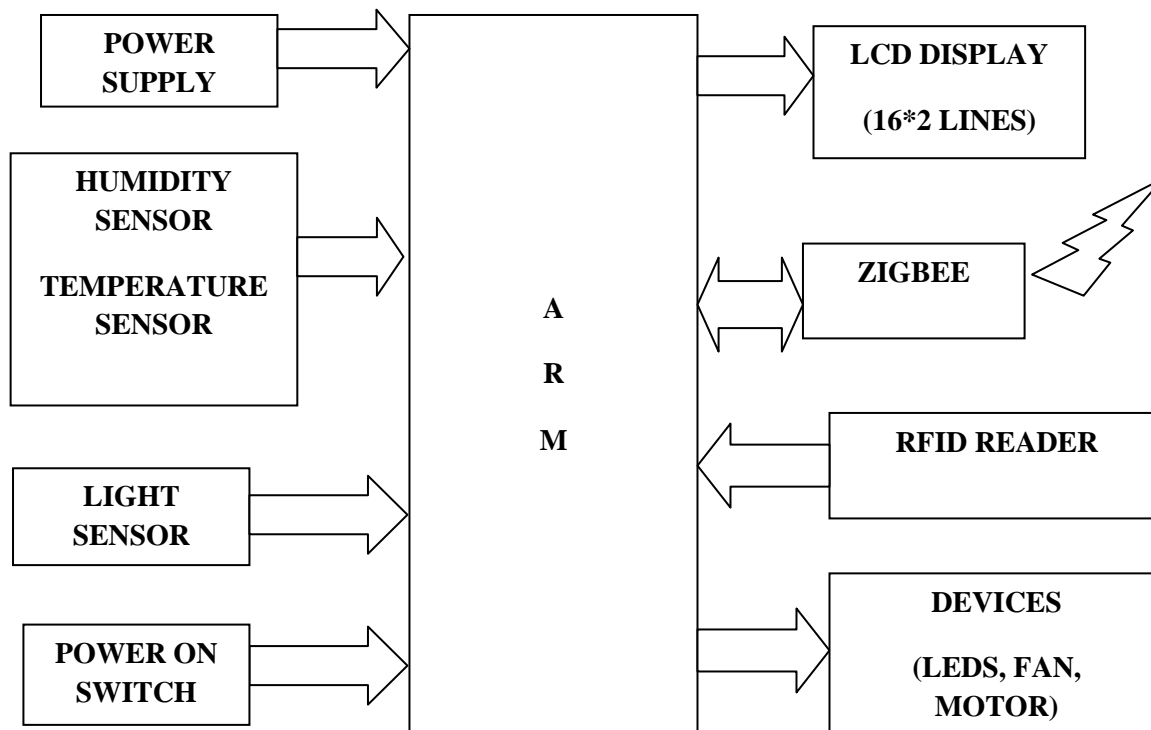 POWER
SUPPLY
HUMIDITY
SENSOR
TEMPERATURE
SENSOR
LIGHT
SENSOR
POWER ON
SWITCH
A
R
M
LCD DISPLAY
(16*2 LINES)
ZIGBEE
RFID READER
DEVICES
(LEDS, FAN,
MOTOR)